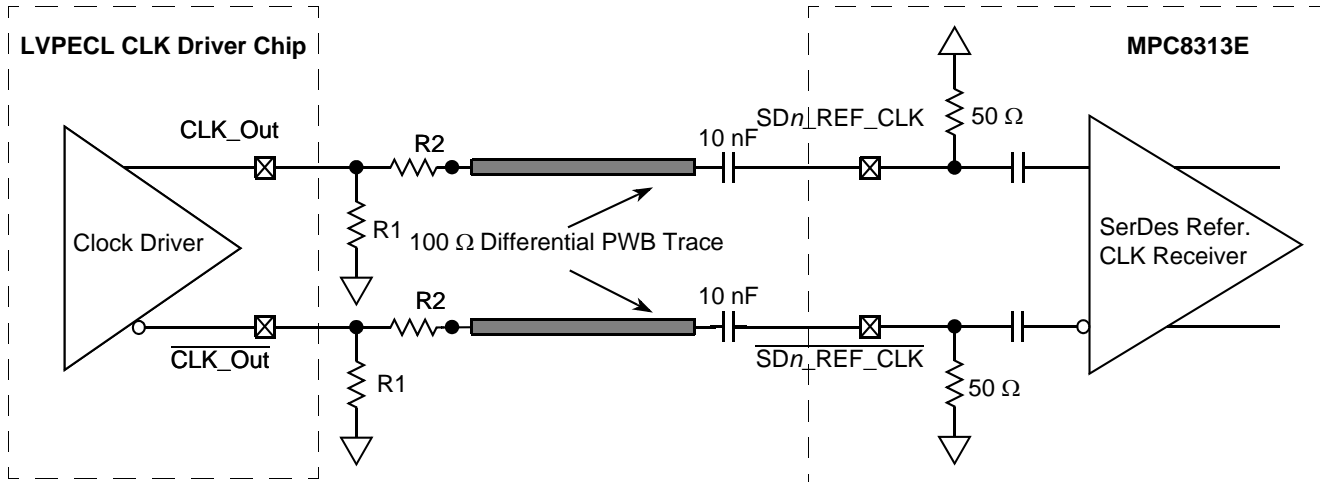 LVPECL CLK Driver Chip
MPC8313E
CLK_Out
R2
10 nF
SDn_REF_CLK
50 Ω
Clock Driver
R1
100 Ω Differential PWB Trace
SerDes Refer.
CLK Receiver
R2
10 nF
CLK_Out
SDn_REF_CLK
R1
50 Ω